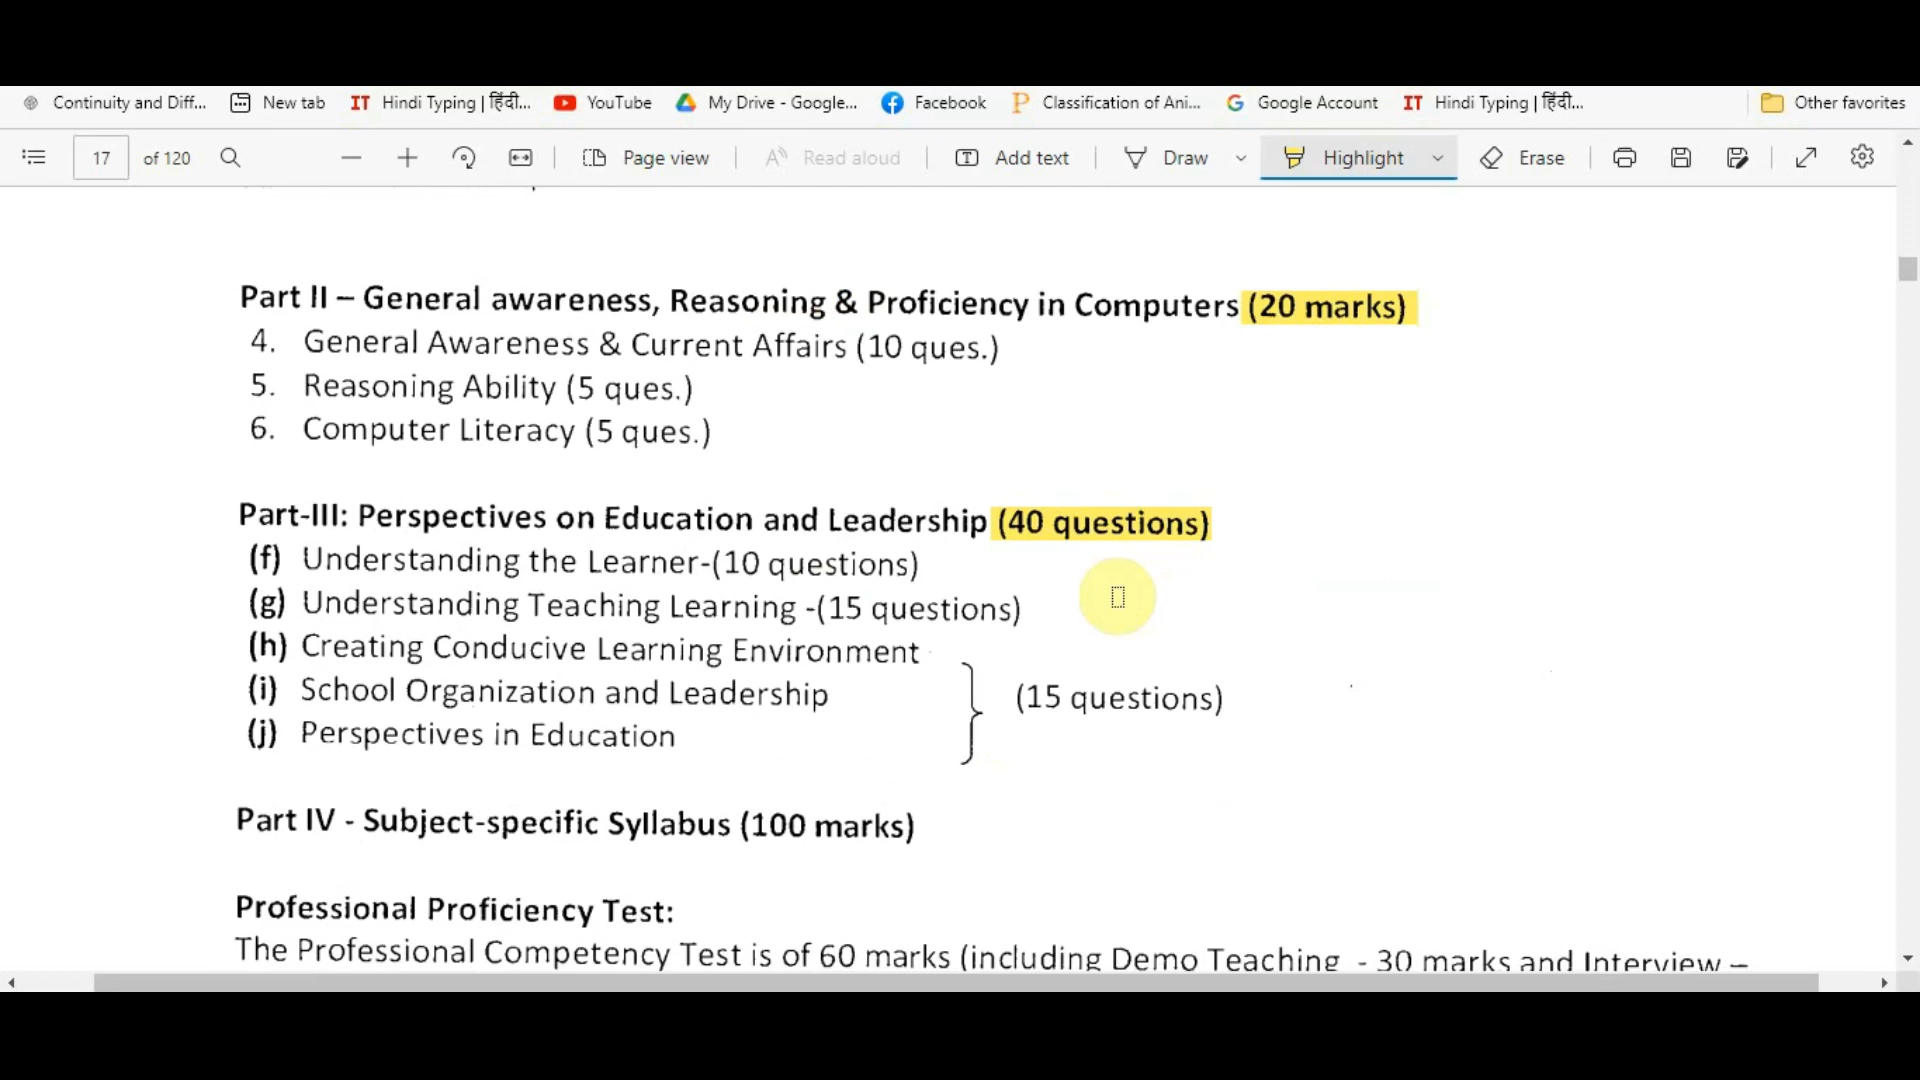 Continuity and Diff... New tab IT Hindi Typing | हिंदी... YouTube My Drive - Google... Facebook Classification of Ani... G Google Account IT Hindi Typing | हिंदी... Other favorites
17 of 120 Page view Read aloud Add text Draw Highlight Erase
Part II – General awareness, Reasoning & Proficiency in Computers (20 marks)
4. General Awareness & Current Affairs (10 ques.)
5. Reasoning Ability (5 ques.)
6. Computer Literacy (5 ques.)
Part-III: Perspectives on Education and Leadership (40 questions)
(f) Understanding the Learner-(10 questions)
(g) Understanding Teaching Learning -(15 questions)
(h) Creating Conducive Learning Environment
(i) School Organization and Leadership (15 questions)
(j) Perspectives in Education
Part IV - Subject-specific Syllabus (100 marks)
Professional Proficiency Test:
The Professional Competency Test is of 60 marks (including Demo Teaching - 30 marks and Interview –